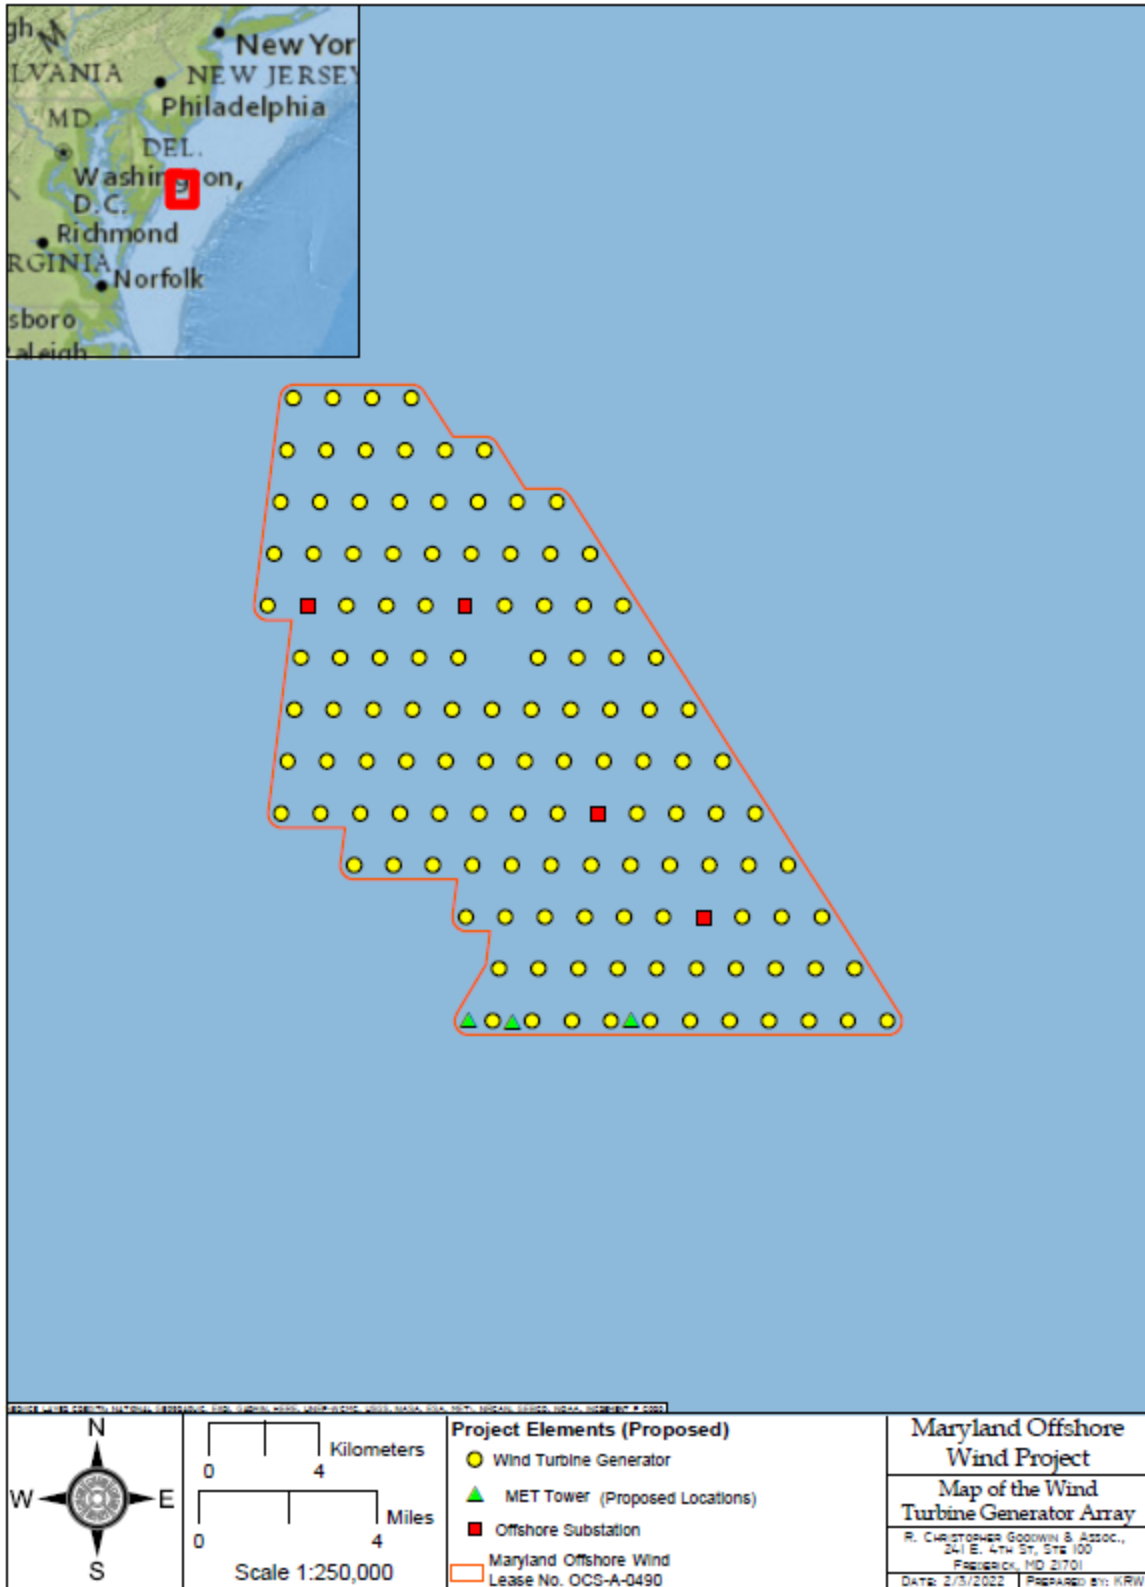 gh
M
New Yor
LVANIA
NEW JERSEY
Philadelphia
MD.
DEL.
Washington,
D.C.
Richmond
RGINIA
Norfolk
sboro
aleigh
N
W
E
S
Kilometers
0 4
Miles
0 4
Scale 1:250,000
Project Elements (Proposed)
Wind Turbine Generator
MET Tower (Proposed Locations)
Offshore Substation
Maryland Offshore Wind
Lease No. OCS-A-0490
Maryland Offshore
Wind Project
Map of the Wind
Turbine Generator Array
R. Christopher Goodwin & Assoc.,
241 E. 4th St, Ste 100
Frederick, MD 21701
Date: 2/3/2022 Prepared by: KRW